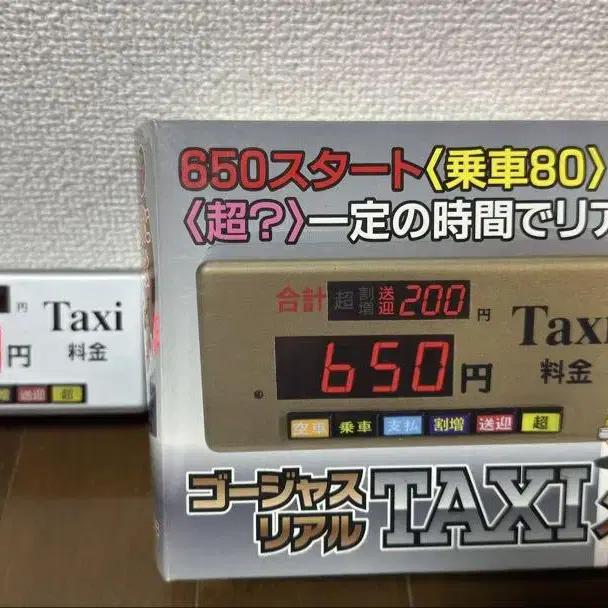 650スタート〈乗車80〉
〈超?〉一定の時間でリア
合計 超 割増 送迎 200 円
Taxi
650 円
料金
空車 乗車 支払 割増 送迎 超
ゴージャス
リアル
TAXI
円
Taxi
円
料金
送迎 超